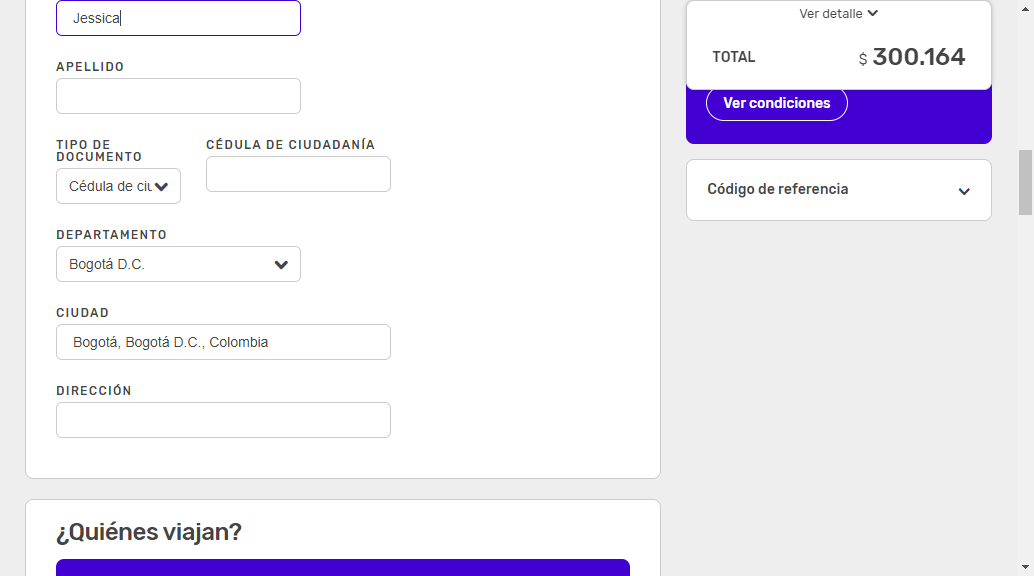 Jessica
APELLIDO
TIPO DE
DOCUMENTO
CÉDULA DE CIUDADANÍA
Cédula de ciu
DEPARTAMENTO
Bogotá D.C.
CIUDAD
Bogotá, Bogotá D.C., Colombia
DIRECCIÓN
¿Quiénes viajan?
Ver detalle
TOTAL
$ 300.164
Ver condiciones
Código de referencia